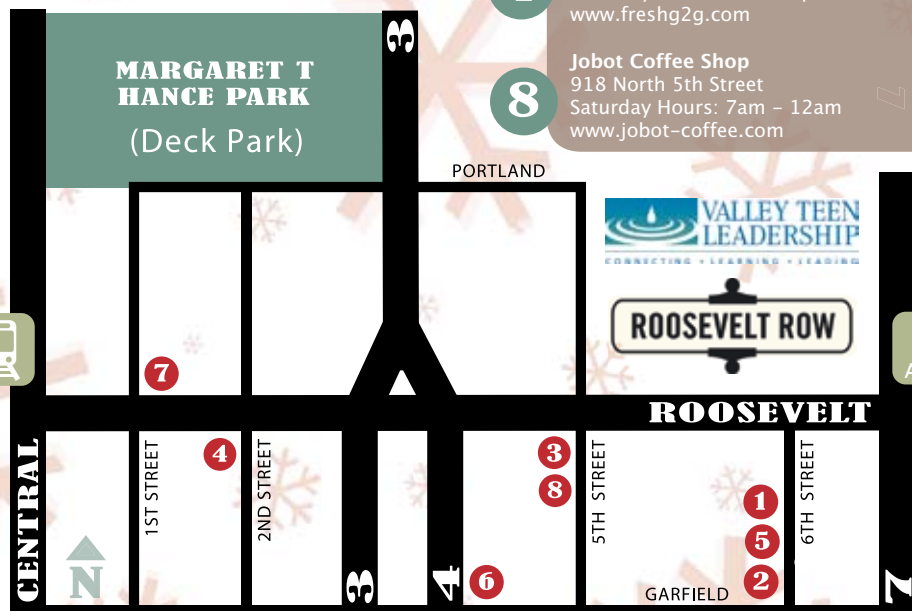 www.freshg2g.com
Jobot Coffee Shop
918 North 5th Street
Saturday Hours: 7am – 12am
www.jobot-coffee.com
8
3
MARGARET T
HANCE PARK
(Deck Park)
PORTLAND
VALLEY TEEN
LEADERSHIP
CONNECTING • LEARNING • LEADING
ROOSEVELT ROW
7
ROOSEVELT
CENTRAL
1ST STREET
4
2ND STREET
3
8
5TH STREET
1
5
2
6TH STREET
N
3
4
6
GARFIELD
7